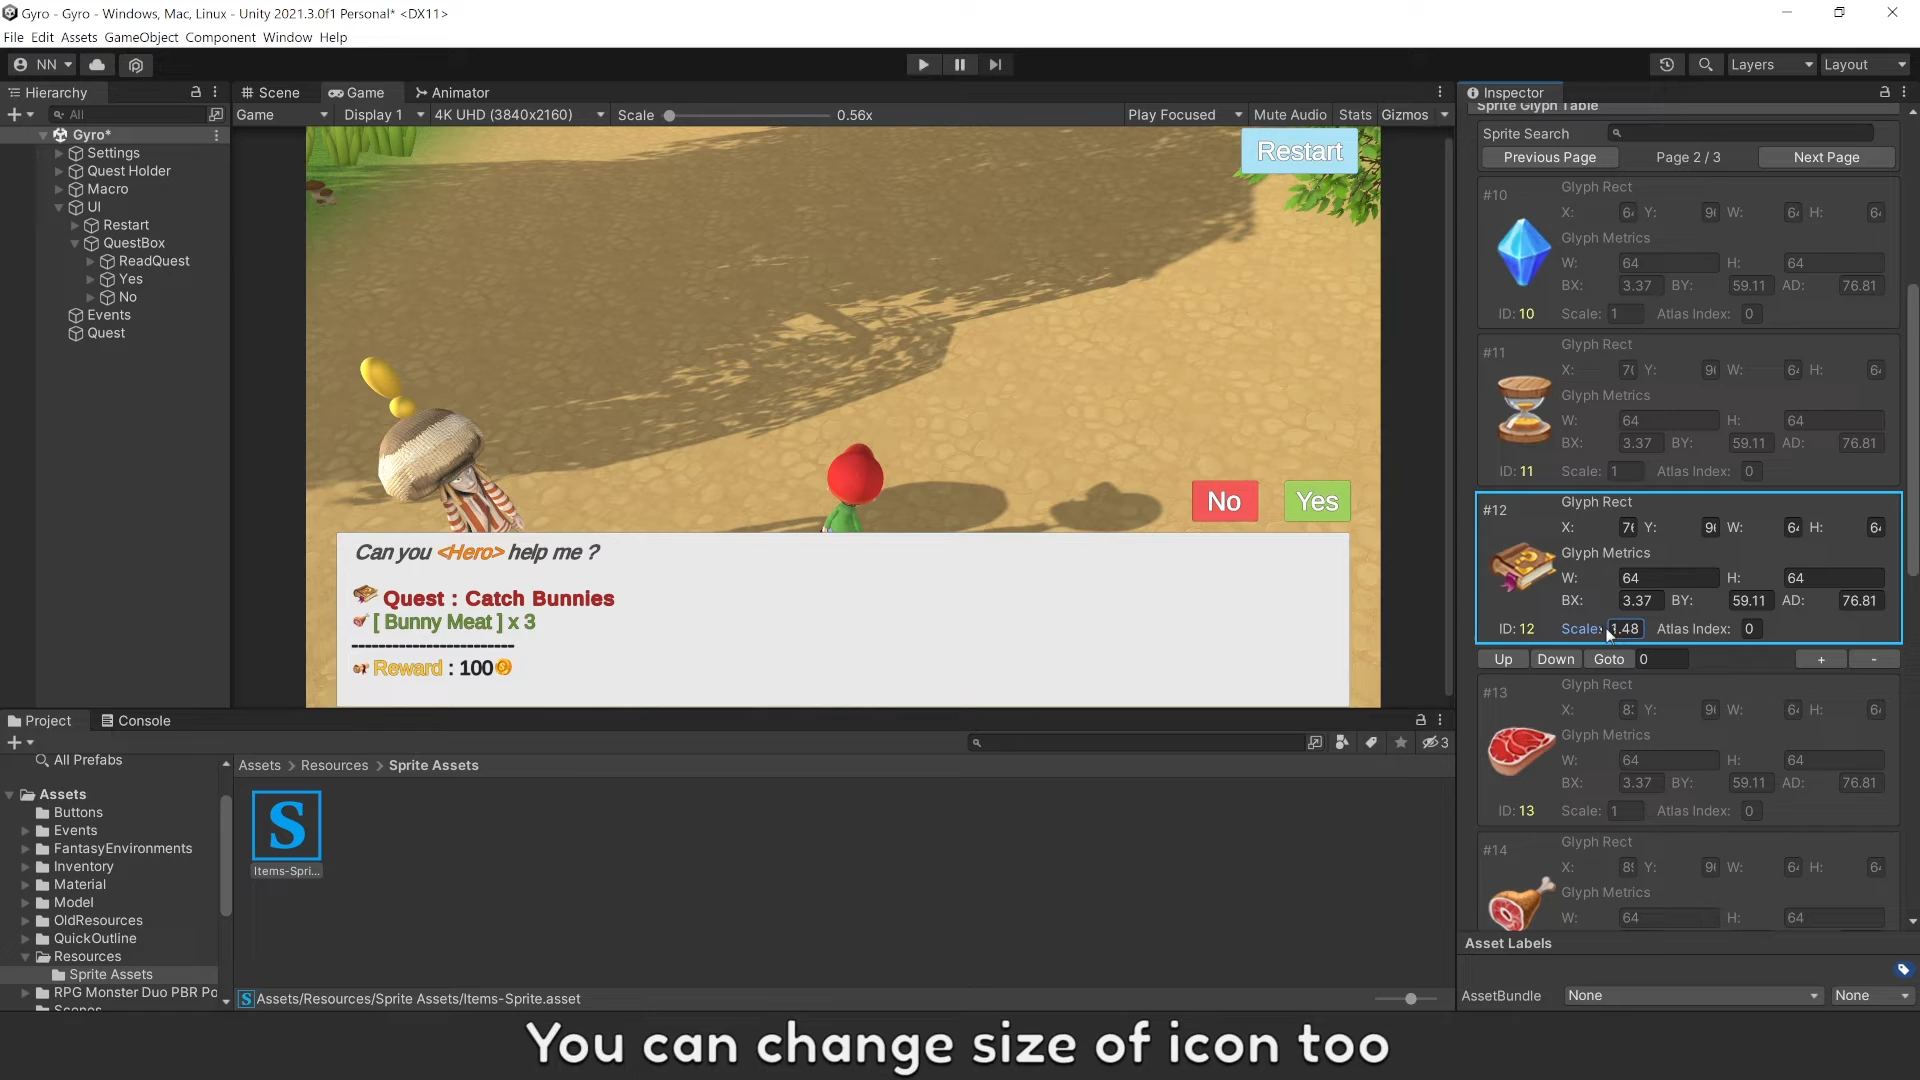 Gyro - Gyro - Windows, Mac, Linux - Unity 2021.3.0f1 Personal* <DX11>
File Edit Assets GameObject Component Window Help
NN
Layers
Layout
Hierarchy
All
Gyro*
Settings
Quest Holder
Macro
UI
Restart
QuestBox
ReadQuest
Yes
No
Events
Quest
Scene
Game
Animator
Game
Display 1
4K UHD (3840x2160)
Scale
0.56x
Play Focused
Mute Audio
Stats
Gizmos
Restart
No
Yes
Can you <Hero> help me ?
Quest : Catch Bunnies
[ Bunny Meat ] x 3
-----------------------
Reward : 100
Inspector
Sprite Glyph Table
Sprite Search
Previous Page
Page 2 / 3
Next Page
#10
Glyph Rect
X: Y: W: H:
Glyph Metrics
W: 64 H: 64
BX: 3.37 BY: 59.11 AD: 76.81
ID: 10 Scale: 1 Atlas Index: 0
#11
Glyph Rect
X: Y: W: H:
Glyph Metrics
W: 64 H: 64
BX: 3.37 BY: 59.11 AD: 76.81
ID: 11 Scale: 1 Atlas Index: 0
#12
Glyph Rect
X: Y: W: H:
Glyph Metrics
W: 64 H: 64
BX: 3.37 BY: 59.11 AD: 76.81
ID: 12 Scale: 1.48 Atlas Index: 0
Up Down Goto 0 + -
#13
Glyph Rect
X: Y: W: H:
Glyph Metrics
W: 64 H: 64
BX: 3.37 BY: 59.11 AD: 76.81
ID: 13 Scale: 1 Atlas Index: 0
#14
Glyph Rect
X: Y: W: H:
Glyph Metrics
W: 64 H: 64
Asset Labels
AssetBundle None None
Project
Console
3
All Prefabs
Assets
Buttons
Events
FantasyEnvironments
Inventory
Material
Model
OldResources
QuickOutline
Resources
Sprite Assets
RPG Monster Duo PBR Po
Scenes
Assets > Resources > Sprite Assets
S
Items-Spri...
Assets/Resources/Sprite Assets/Items-Sprite.asset
You can change size of icon too